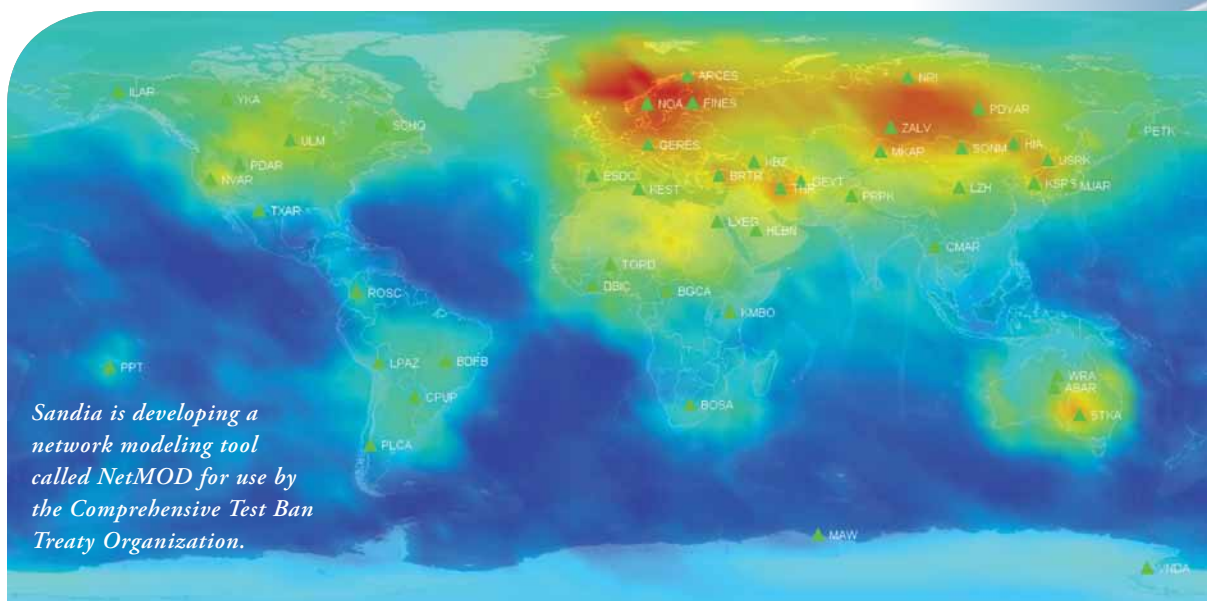 ARCES
NRI
ILAR
YKA
NOA
FINES
PDYAR
SCHQ
ZALV
PETK
ULM
GERES
MKAR
SONM
HIA
USRK
PDAR
KBZ
NVAR
ESDC
BRTR
THR
GEYT
LZH
KSRS
MJAR
KEST
PRPK
TXAR
LXEG
HLBN
CMAR
TORD
DBIC
BGCA
ROSC
KMBO
PPT
LPAZ
BDFB
WRA
ASAR
CPUP
BOSA
STKA
PLCA
Sandia is developing a
network modeling tool
called NetMOD for use by
the Comprehensive Test Ban
Treaty Organization.
MAW
VNDA